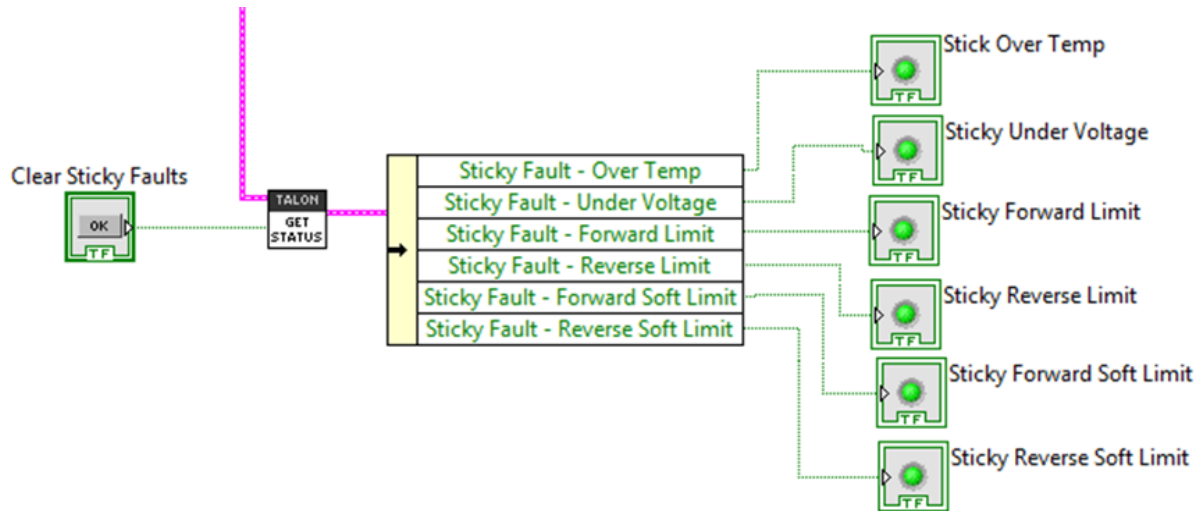 Clear Sticky Faults
OK
TF
TALON
GET
STATUS
Sticky Fault - Over Temp
Sticky Fault - Under Voltage
Sticky Fault - Forward Limit
Sticky Fault - Reverse Limit
Sticky Fault - Forward Soft Limit
Sticky Fault - Reverse Soft Limit
Stick Over Temp
TF
Sticky Under Voltage
TF
Sticky Forward Limit
TF
Sticky Reverse Limit
TF
Sticky Forward Soft Limit
TF
Sticky Reverse Soft Limit
TF